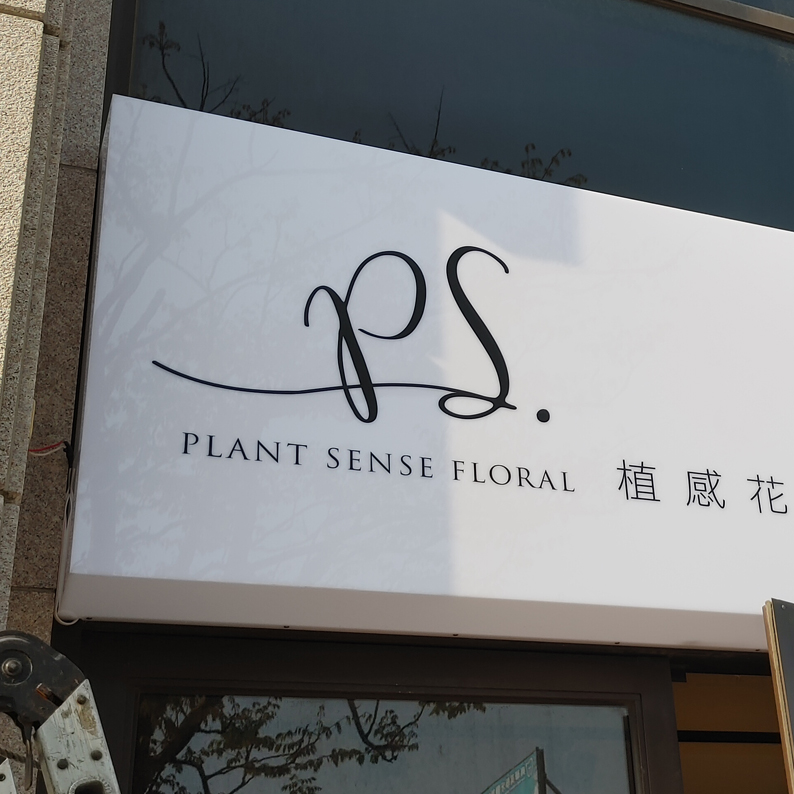 PS.
PLANT SENSE FLORAL 植感花